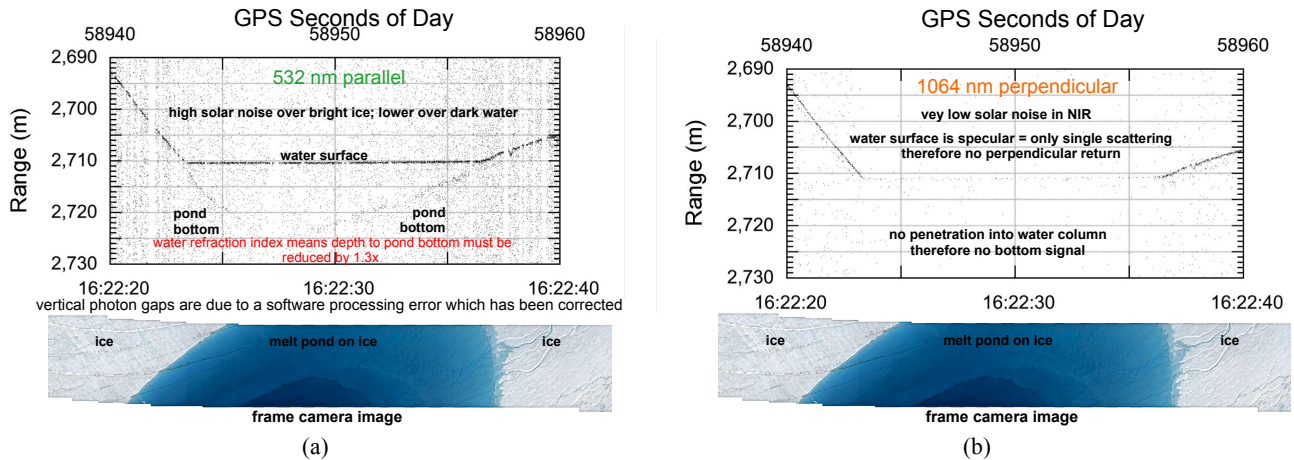 GPS Seconds of Day
58940 58950 58960
2,690
2,700
2,710
2,720
2,730
Range (m)
532 nm parallel
high solar noise over bright ice; lower over dark water
water surface
pond
bottom
pond
bottom
water refraction index means depth to pond bottom must be
reduced by 1.3x
16:22:20 16:22:30 16:22:40
vertical photon gaps are due to a software processing error which has been corrected
ice melt pond on ice ice
frame camera image
(a)
GPS Seconds of Day
58940 58950 58960
2,690
2,700
2,710
2,720
2,730
Range (m)
1064 nm perpendicular
vey low solar noise in NIR
water surface is specular = only single scattering
therefore no perpendicular return
no penetration into water column
therefore no bottom signal
16:22:20 16:22:30 16:22:40
ice melt pond on ice ice
frame camera image
(b)